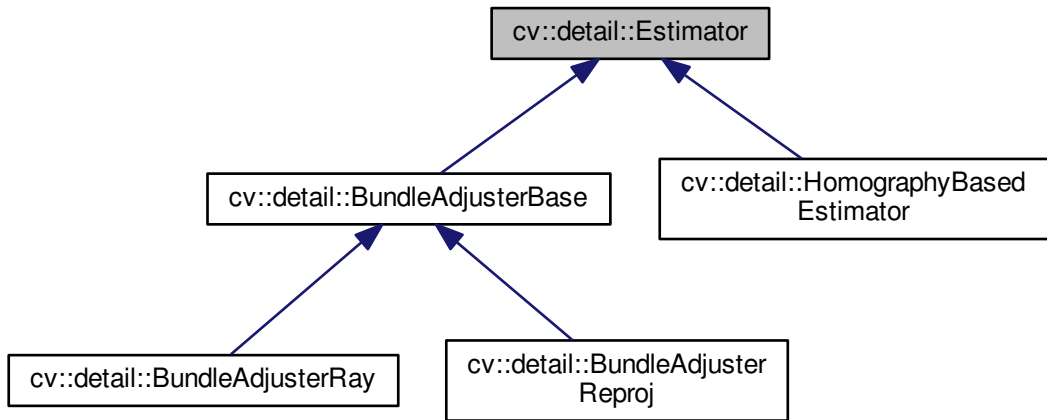 cv::detail::Estimator
cv::detail::BundleAdjusterBase
cv::detail::HomographyBased
Estimator
cv::detail::BundleAdjusterRay
cv::detail::BundleAdjuster
Reproj